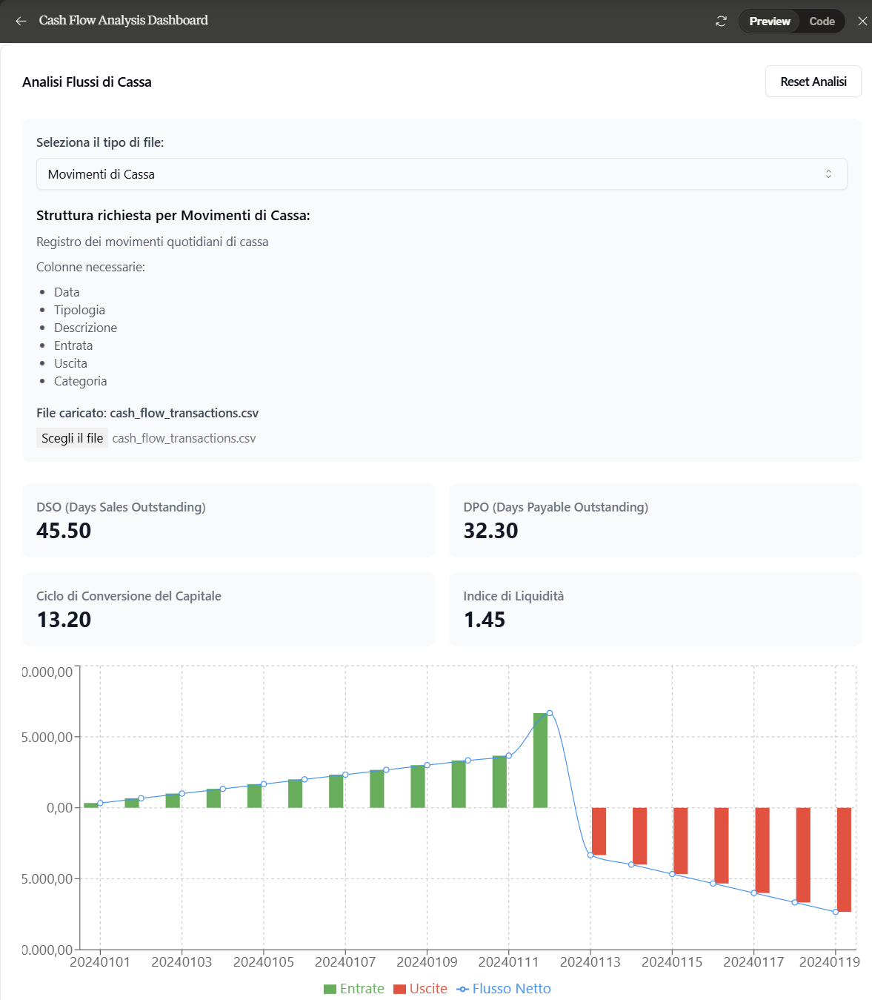 Cash Flow Analysis Dashboard
Preview
Code
Analisi Flussi di Cassa
Reset Analisi
Seleziona il tipo di file:
Movimenti di Cassa
Struttura richiesta per Movimenti di Cassa:
Registro dei movimenti quotidiani di cassa
Colonne necessarie:
Data
Tipologia
Descrizione
Entrata
Uscita
Categoria
File caricato: cash_flow_transactions.csv
Scegli il file cash_flow_transactions.csv
DSO (Days Sales Outstanding)
45.50
DPO (Days Payable Outstanding)
32.30
Ciclo di Conversione del Capitale
13.20
Indice di Liquidità
1.45
0.000,00
5.000,00
0,00
5.000,00
0.000,00
20240101 20240103 20240105 20240107 20240109 20240111 20240113 20240115 20240117 20240119
Entrate Uscite Flusso Netto